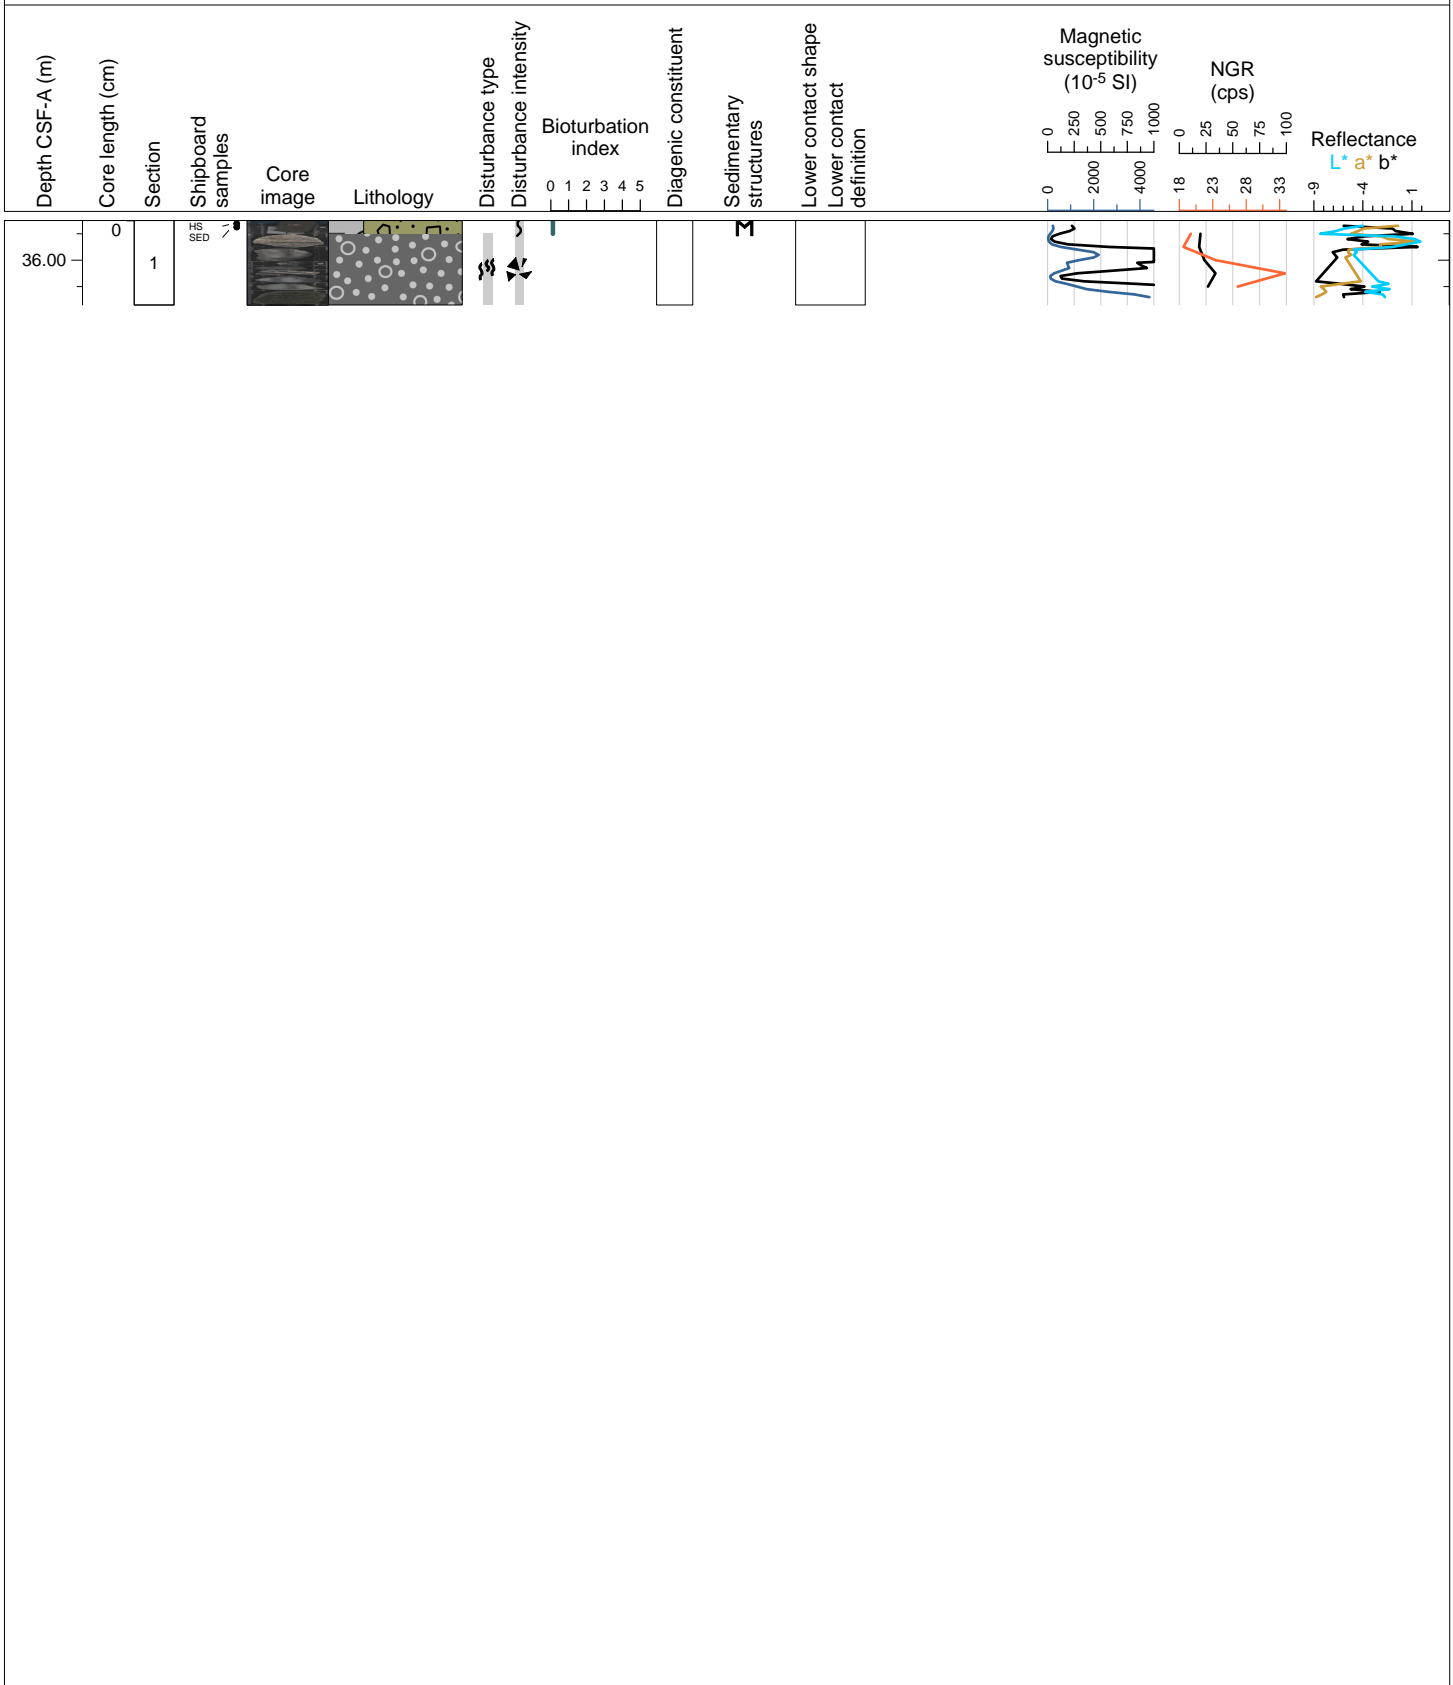 Depth CSF-A (m)
Core length (cm)
Section
Shipboard
samples
Core
image
Lithology
Disturbance type
Disturbance intensity
Bioturbation
index
0 1 2 3 4 5
Diagenic constituent
Sedimentary
structures
Lower contact shape
Lower contact
definition
Magnetic
susceptibility
(10-5 SI)
0 250 500 750 1000
0 2000 4000
NGR
(cps)
0 25 50 75 100
18 23 28 33
Reflectance
L* a* b*
-9 -4 1
0
HS
SED
36.00
1